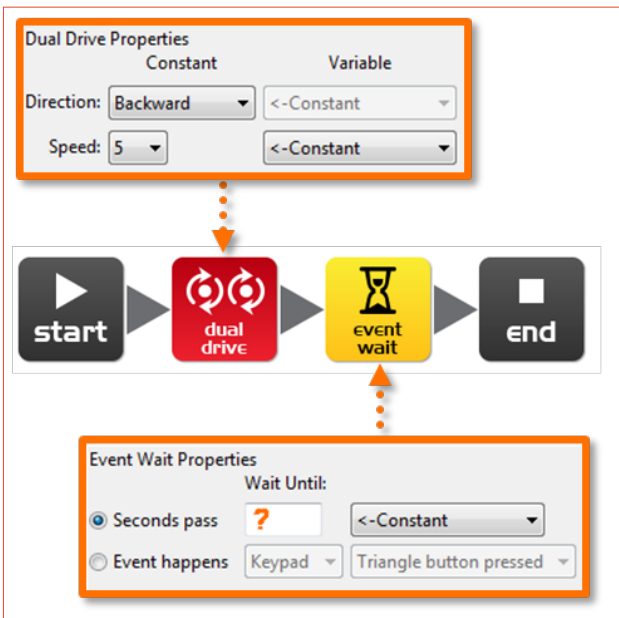 Dual Drive Properties
Constant Variable
Direction: Backward <-Constant
Speed: 5 <-Constant
start
dual
drive
event
wait
end
Event Wait Properties
Wait Until:
Seconds pass ? <-Constant
Event happens Keypad Triangle button pressed